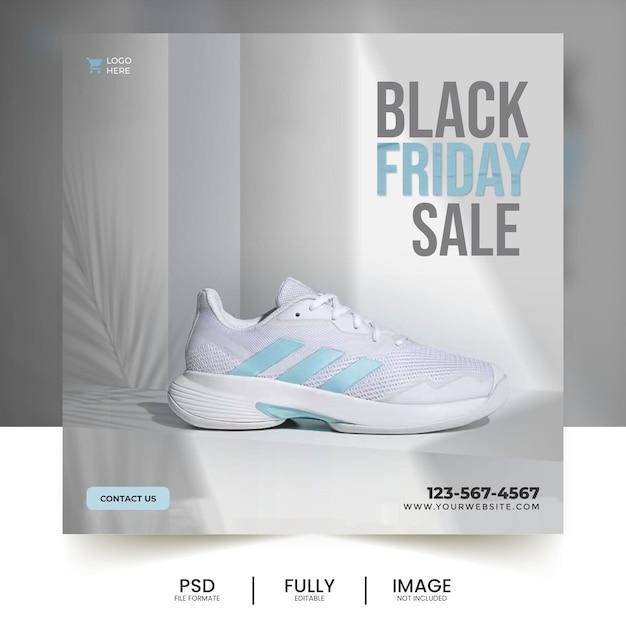 LOGO
HERE
BLACK
FRIDAY
SALE
CONTACT US
123-567-4567
WWW.YOURWEBSITE.COM
PSD
FILE FORMATE
FULLY
EDITABLE
IMAGE
NOT INCLUDED